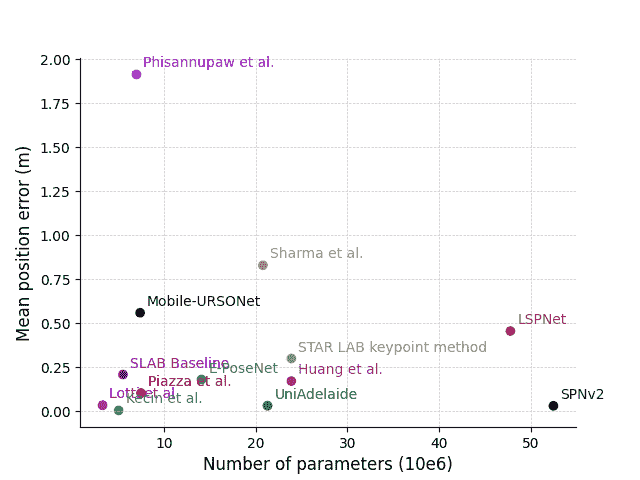 Mean position error (m)
2.00
1.75
1.50
1.25
1.00
0.75
0.50
0.25
0.00
Phisannupaw et al.
Sharma et al.
Mobile-URSONet
LSPNet
STAR LAB keypoint method
SLAB Baseline
E-PoseNet
Huang et al.
Piazza et al.
Lotti et al.
Kecin et al.
UniAdelaide
SPNv2
10
20
30
40
50
Number of parameters (10e6)